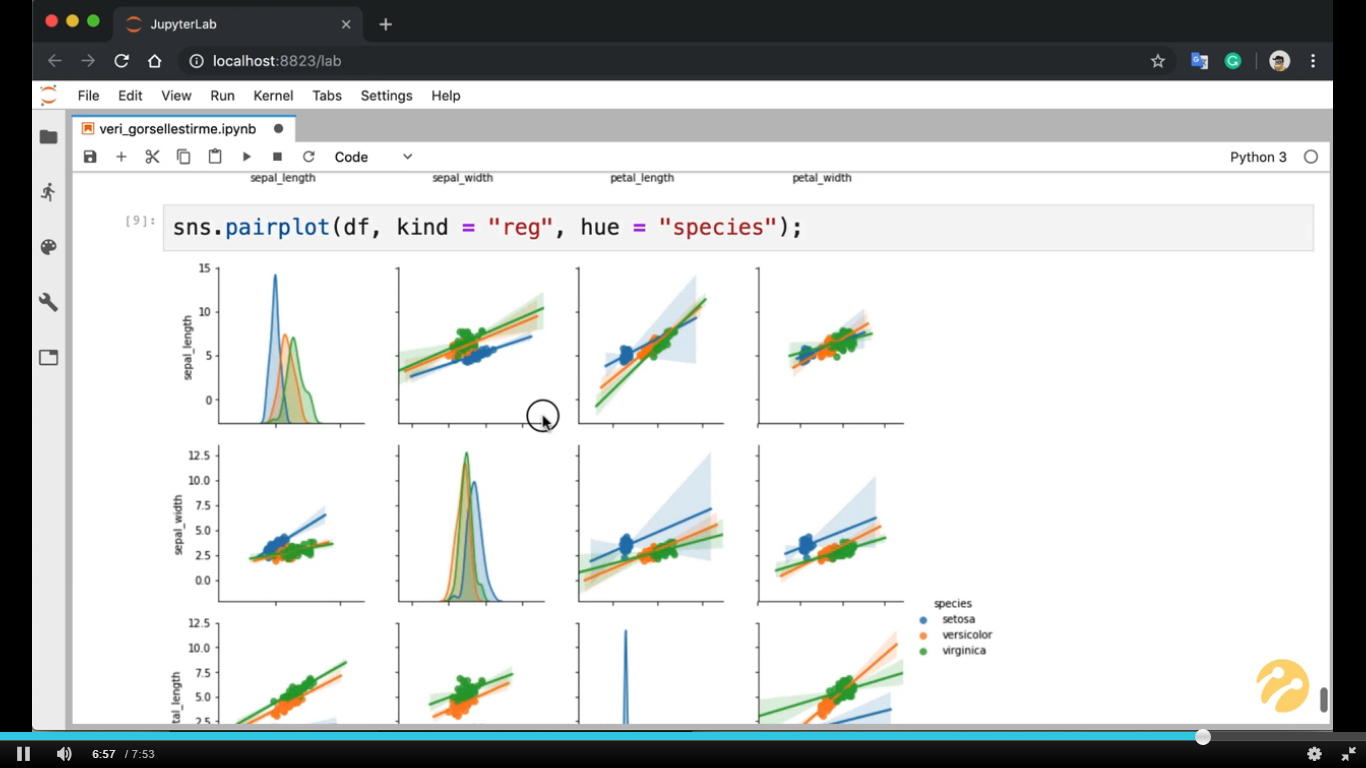 JupyterLab
localhost:8823/lab
File Edit View Run Kernel Tabs Settings Help
veri_gorsellestirme.ipynb
Code Python 3
sepal_length sepal_width petal_length petal_width
[9]: sns.pairplot(df, kind = "reg", hue = "species");
15
10
5
0
sepal_length
12.5
10.0
7.5
5.0
2.5
0.0
sepal_width
species
setosa
versicolor
virginica
12.5
10.0
7.5
5.0
2.5
tal_length
6:57 / 7:53